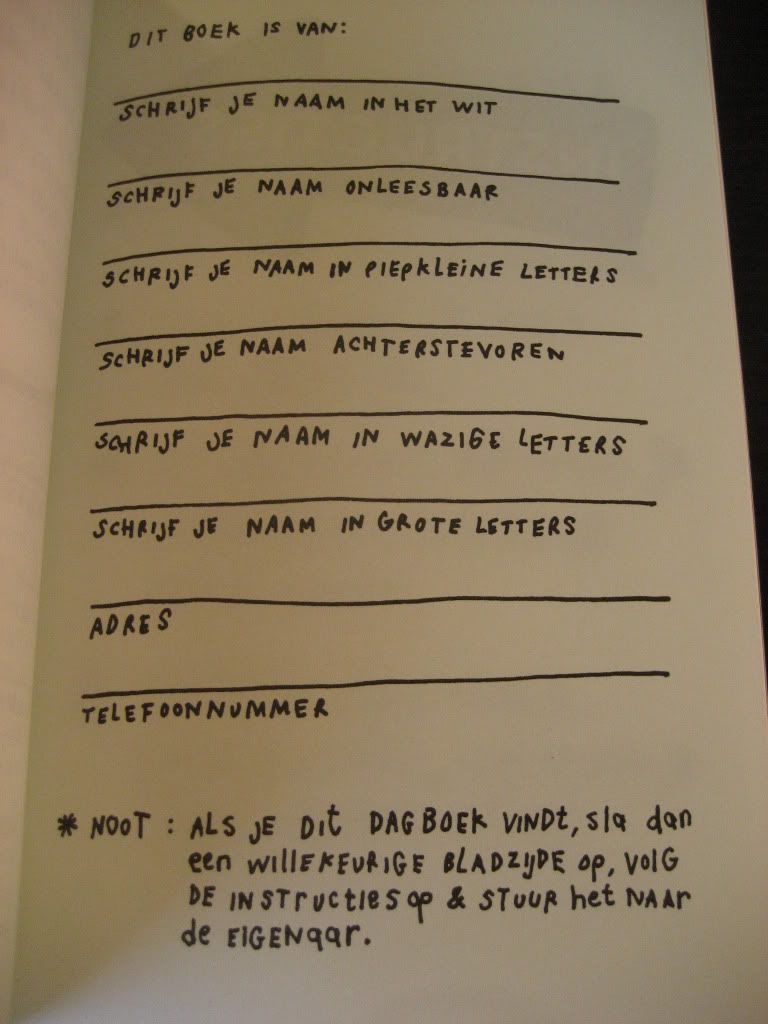 DIT BOEK IS VAN:
SCHRIJF JE NAAM IN HET WIT
SCHRIJF JE NAAM ONLEESBAAR
SCHRIJF JE NAAM IN PIEPKLEINE LETTERS
SCHRIJF JE NAAM ACHTERSTEVOREN
SCHRIJF JE NAAM IN WAZIGE LETTERS
SCHRIJF JE NAAM IN GROTE LETTERS
ADRES
TELEFOONNUMMER
* NOOT : ALS JE DIT DAGBOEK VINDt, sla dan
een WILLEKEURIGE BLADZIJDE op, VOLG
DE INSTructies op & STUUR het NAAr
de EIGENaar.